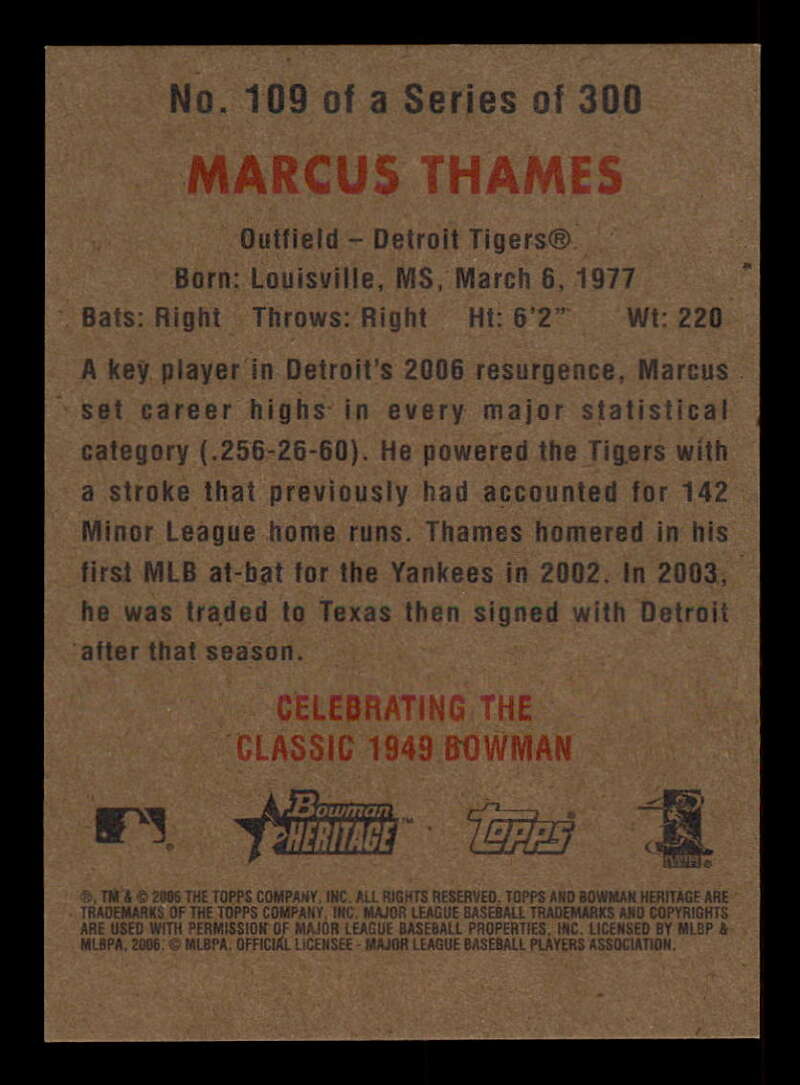 No. 109 of a Series of 300
MARCUS THAMES
Outfield – Detroit Tigers®
Born: Louisville, MS, March 6, 1977
Bats: Right Throws: Right Ht: 6'2" Wt: 220
A key player in Detroit's 2006 resurgence, Marcus
set career highs in every major statistical
category (.256-26-60). He powered the Tigers with
a stroke that previously had accounted for 142
Minor League home runs. Thames homered in his
first MLB at-bat for the Yankees in 2002. In 2003,
he was traded to Texas then signed with Detroit
after that season.
CELEBRATING THE
CLASSIC 1949 BOWMAN
Bowman HERITAGE™ Topps®
®, TM & © 2006 THE TOPPS COMPANY, INC. ALL RIGHTS RESERVED. TOPPS AND BOWMAN HERITAGE ARE
TRADEMARKS OF THE TOPPS COMPANY, INC. MAJOR LEAGUE BASEBALL TRADEMARKS AND COPYRIGHTS
ARE USED WITH PERMISSION OF MAJOR LEAGUE BASEBALL PROPERTIES, INC. LICENSED BY MLBP &
MLBPA, 2006. © MLBPA. OFFICIAL LICENSEE - MAJOR LEAGUE BASEBALL PLAYERS ASSOCIATION.